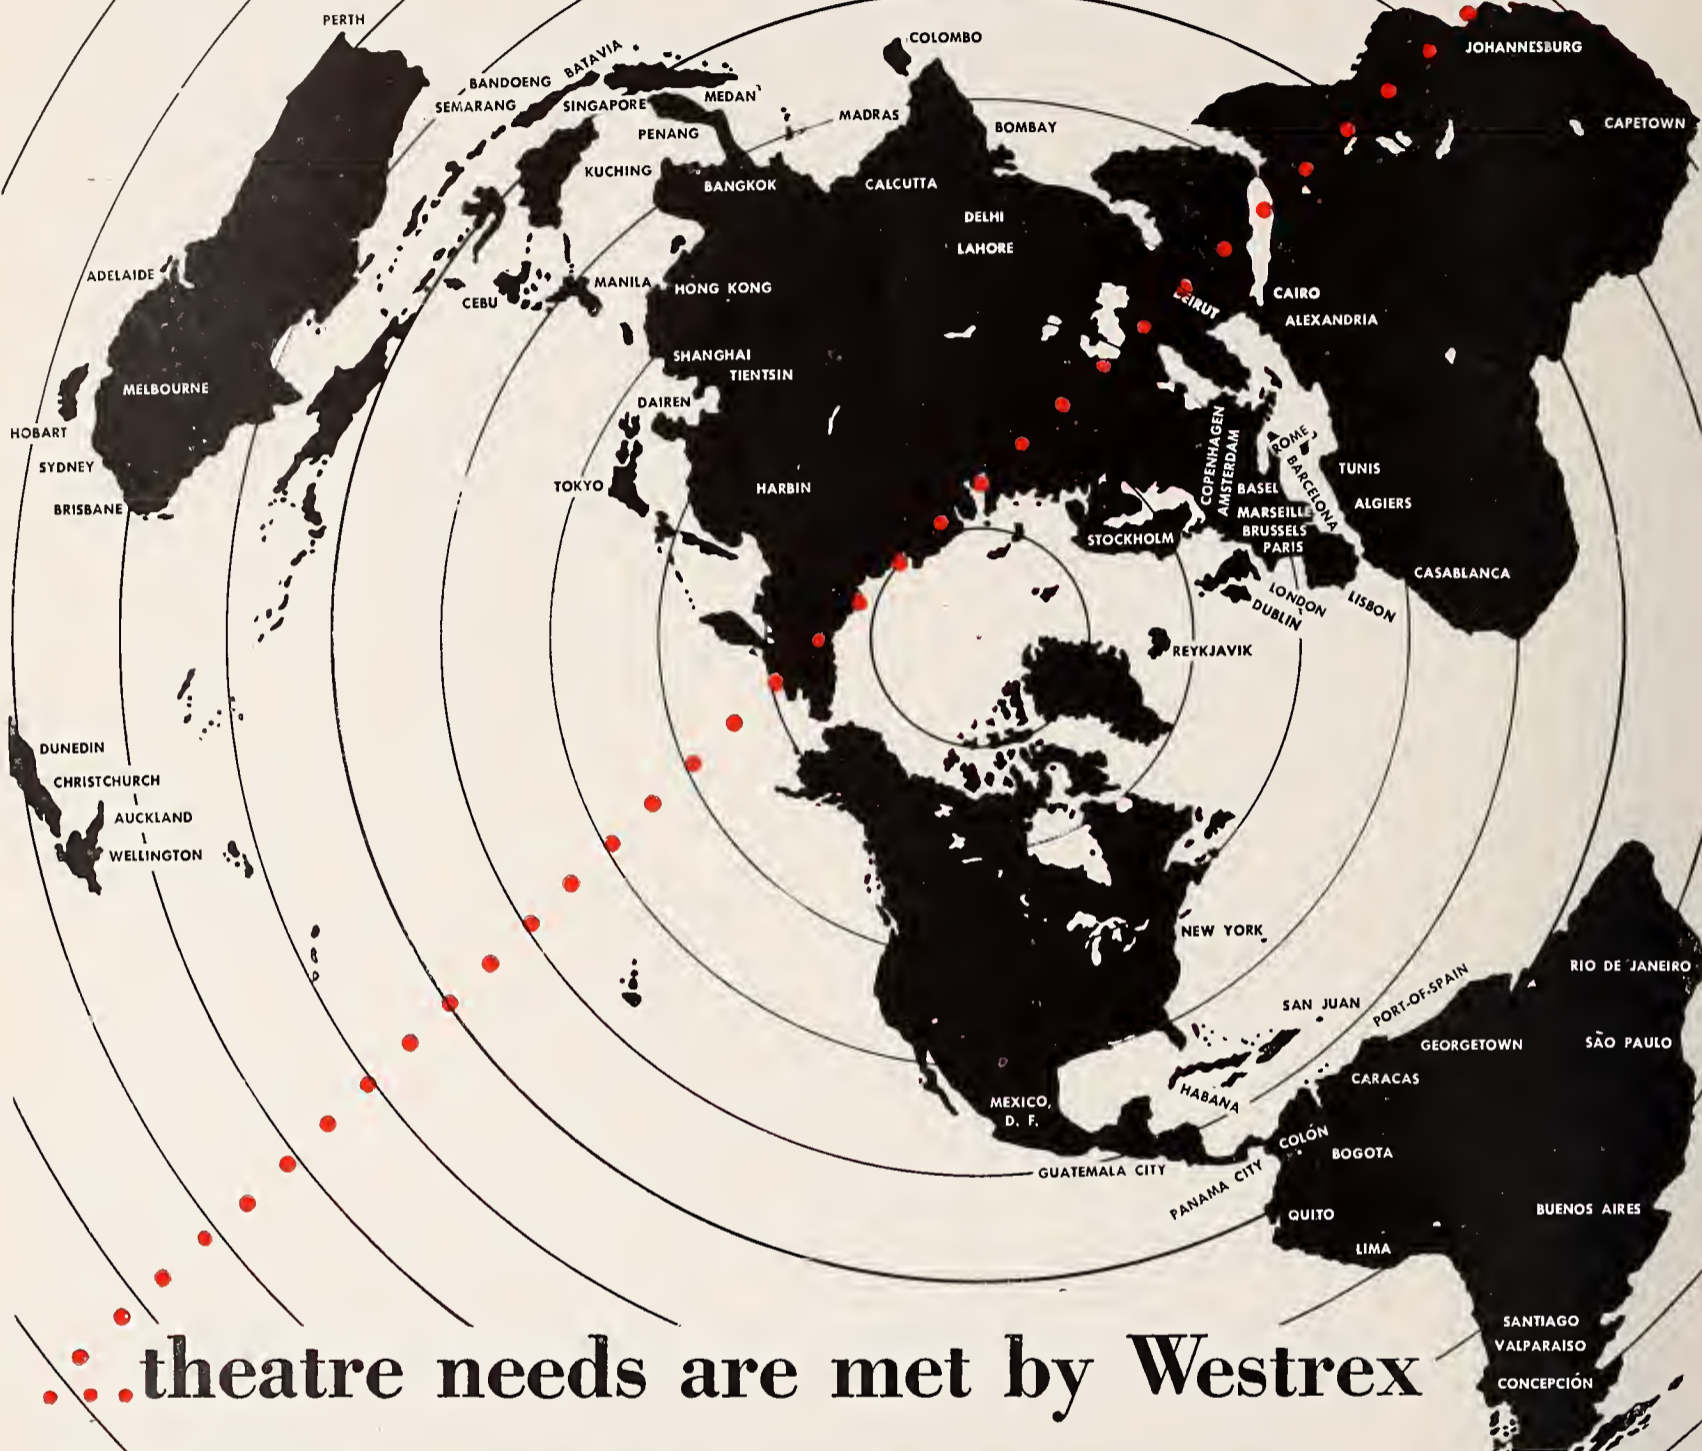 PERTH
COLOMBO
JOHANNESBURG
BATAVIA
BANDOENG
MEDAN
SEMARANG
SINGAPORE
MADRAS
BOMBAY
CAPETOWN
PENANG
KUCHING
BANGKOK
CALCUTTA
DELHI
LAHORE
ADELAIDE
CEBU
MANILA
HONG KONG
BEIRUT
CAIRO
ALEXANDRIA
SHANGHAI
TIENTSIN
MELBOURNE
DAIREN
HOBART
SYDNEY
BRISBANE
TOKYO
HARBIN
COPENHAGEN
AMSTERDAM
ROME
BARCELONA
TUNIS
BASEL
ALGIERS
MARSEILLE
BRUSSELS
PARIS
STOCKHOLM
CASABLANCA
LONDON
LISBON
DUBLIN
REYKJAVIK
DUNEDIN
CHRISTCHURCH
AUCKLAND
WELLINGTON
NEW YORK
RIO DE JANEIRO
PORT-OF-SPAIN
SAN JUAN
GEORGETOWN
SÃO PAULO
CARACAS
HABANA
MEXICO,
D. F.
COLÓN
BOGOTA
GUATEMALA CITY
PANAMA CITY
QUITO
BUENOS AIRES
LIMA
SANTIAGO
VALPARAISO
CONCEPCIÓN
theatre needs are met by Westrex